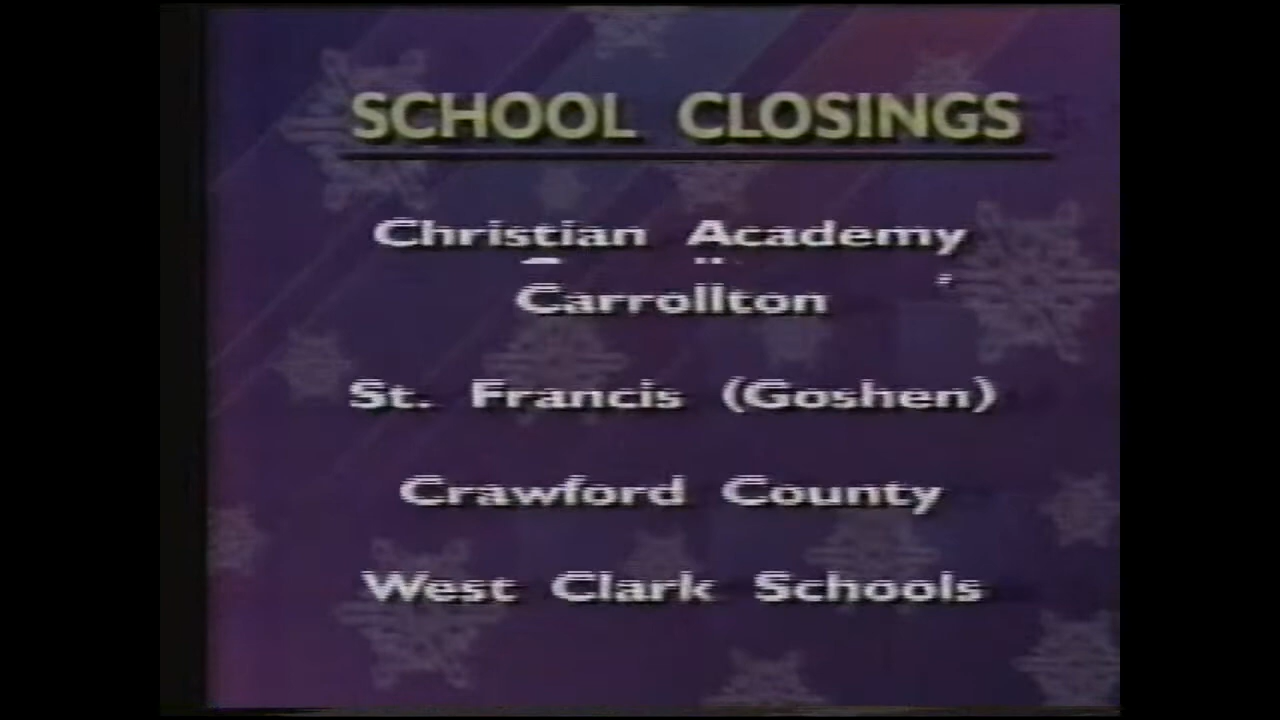 SCHOOL CLOSINGS
Christian Academy
Carrollton
St. Francis (Goshen)
Crawford County
West Clark Schools